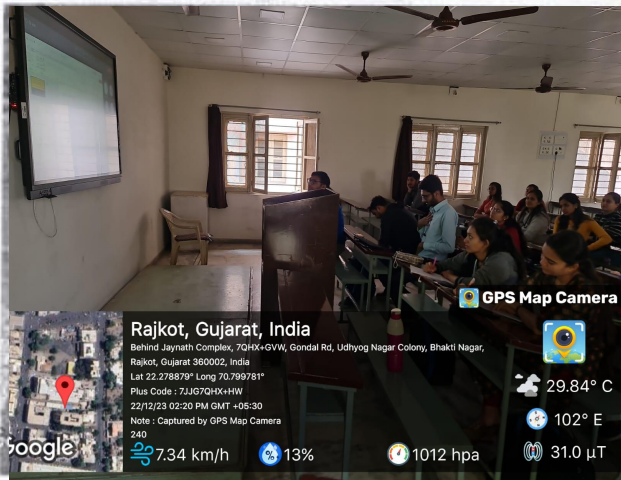 GPS Map Camera
Rajkot, Gujarat, India
Behind Jaynath Complex, 7QHX+GVW, Gondal Rd, Udhyog Nagar Colony, Bhakti Nagar,
Rajkot, Gujarat 360002, India
Lat 22.278879° Long 70.799781°
Plus Code : 7JJG7QHX+HW
22/12/23 02:20 PM GMT +05:30
Note : Captured by GPS Map Camera
240
Google
29.84° C
102° E
7.34 km/h
13%
1012 hpa
31.0 µT